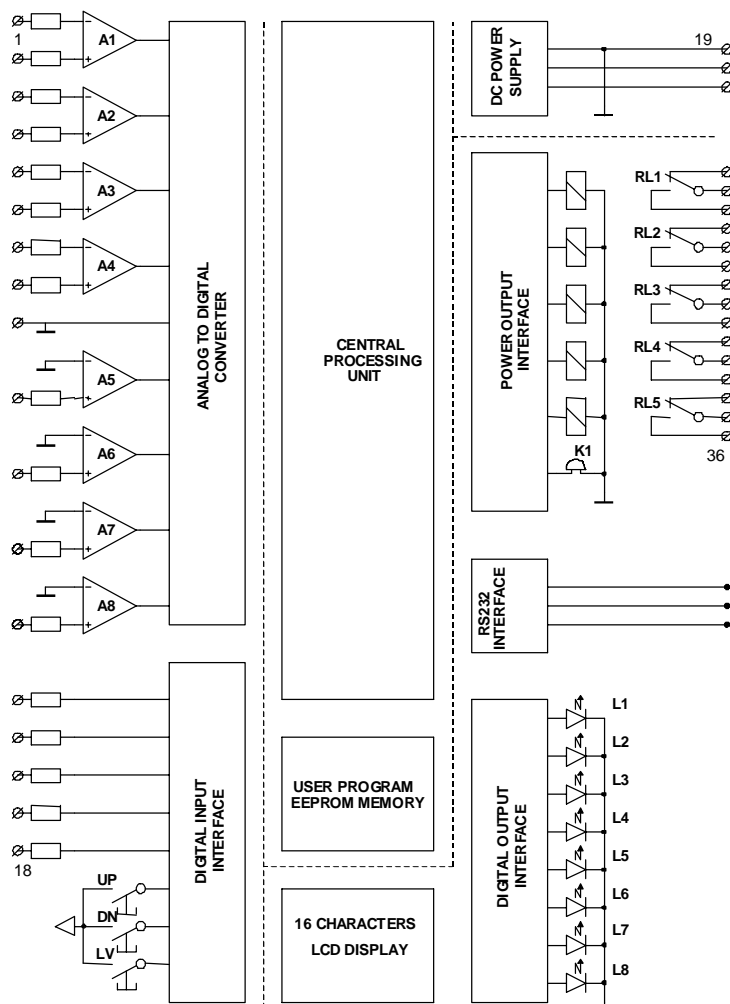 1
A1
A2
A3
A4
A5
A6
A7
A8
ANALOG TO DIGITAL
CONVERTER
18
UP
DN
LV
DIGITAL INPUT
INTERFACE
CENTRAL
PROCESSING
UNIT
USER PROGRAM
EEPROM MEMORY
16 CHARACTERS
LCD DISPLAY
DC POWER
SUPPLY
19
POWER OUTPUT
INTERFACE
K1
RL1
RL2
RL3
RL4
RL5
36
RS232
INTERFACE
DIGITAL OUTPUT
INTERFACE
L1
L2
L3
L4
L5
L6
L7
L8